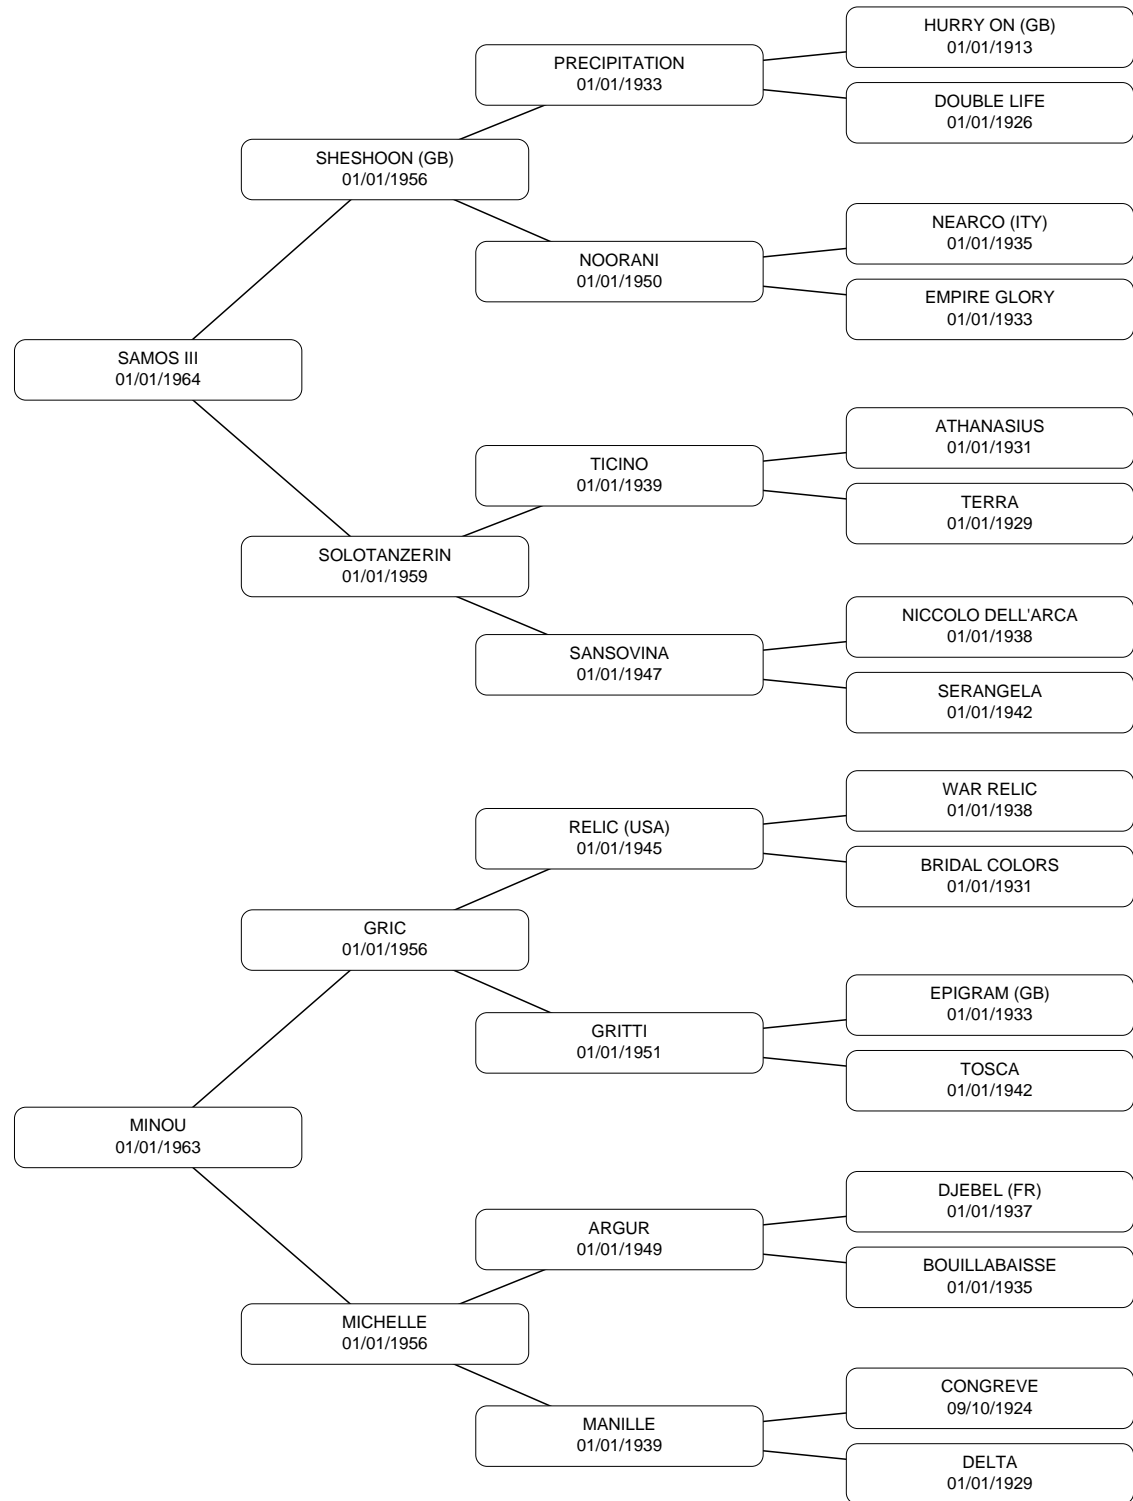 HURRY ON (GB)
01/01/1913
PRECIPITATION
01/01/1933
DOUBLE LIFE
01/01/1926
SHESHOON (GB)
01/01/1956
NEARCO (ITY)
01/01/1935
NOORANI
01/01/1950
EMPIRE GLORY
01/01/1933
SAMOS III
01/01/1964
ATHANASIUS
01/01/1931
TICINO
01/01/1939
TERRA
01/01/1929
SOLOTANZERIN
01/01/1959
NICCOLO DELL'ARCA
01/01/1938
SANSOVINA
01/01/1947
SERANGELA
01/01/1942
WAR RELIC
01/01/1938
RELIC (USA)
01/01/1945
BRIDAL COLORS
01/01/1931
GRIC
01/01/1956
EPIGRAM (GB)
01/01/1933
GRITTI
01/01/1951
TOSCA
01/01/1942
MINOU
01/01/1963
DJEBEL (FR)
01/01/1937
ARGUR
01/01/1949
BOUILLABAISSE
01/01/1935
MICHELLE
01/01/1956
CONGREVE
09/10/1924
MANILLE
01/01/1939
DELTA
01/01/1929